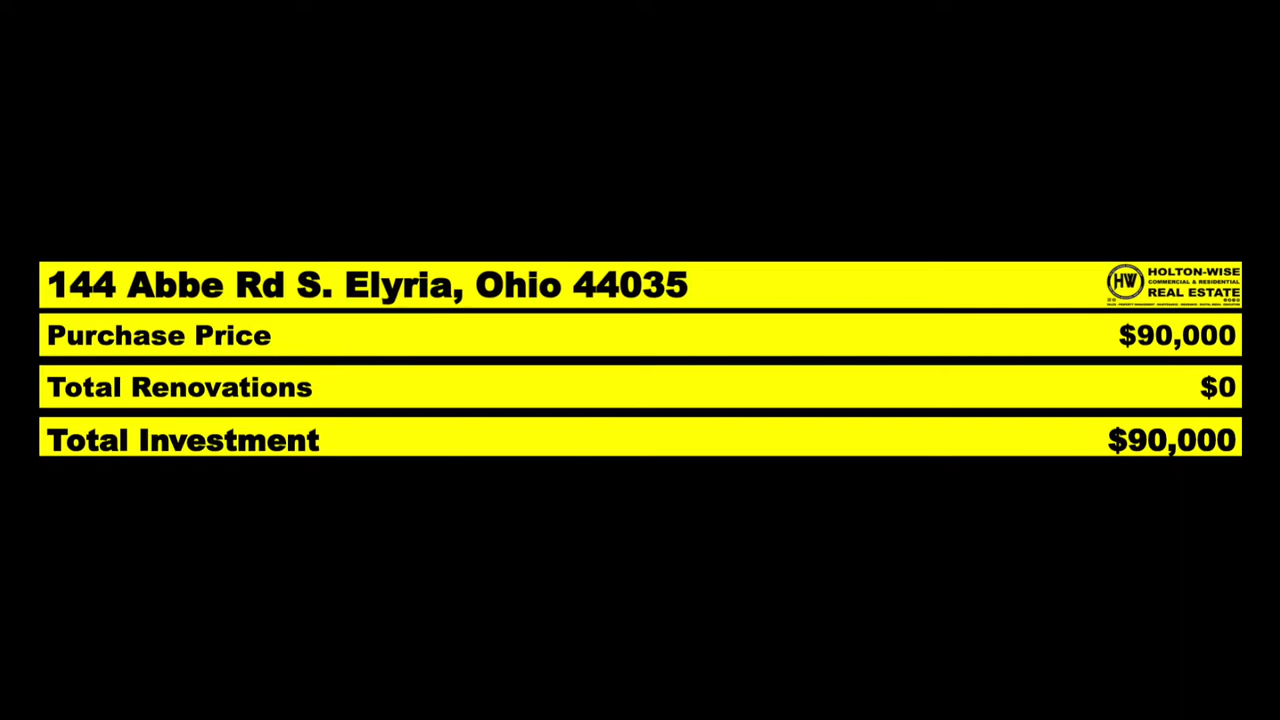 144 Abbe Rd S. Elyria, Ohio 44035
HW
HOLTON-WISE
COMMERCIAL & RESIDENTIAL
REAL ESTATE
Purchase Price $90,000
Total Renovations $0
Total Investment $90,000